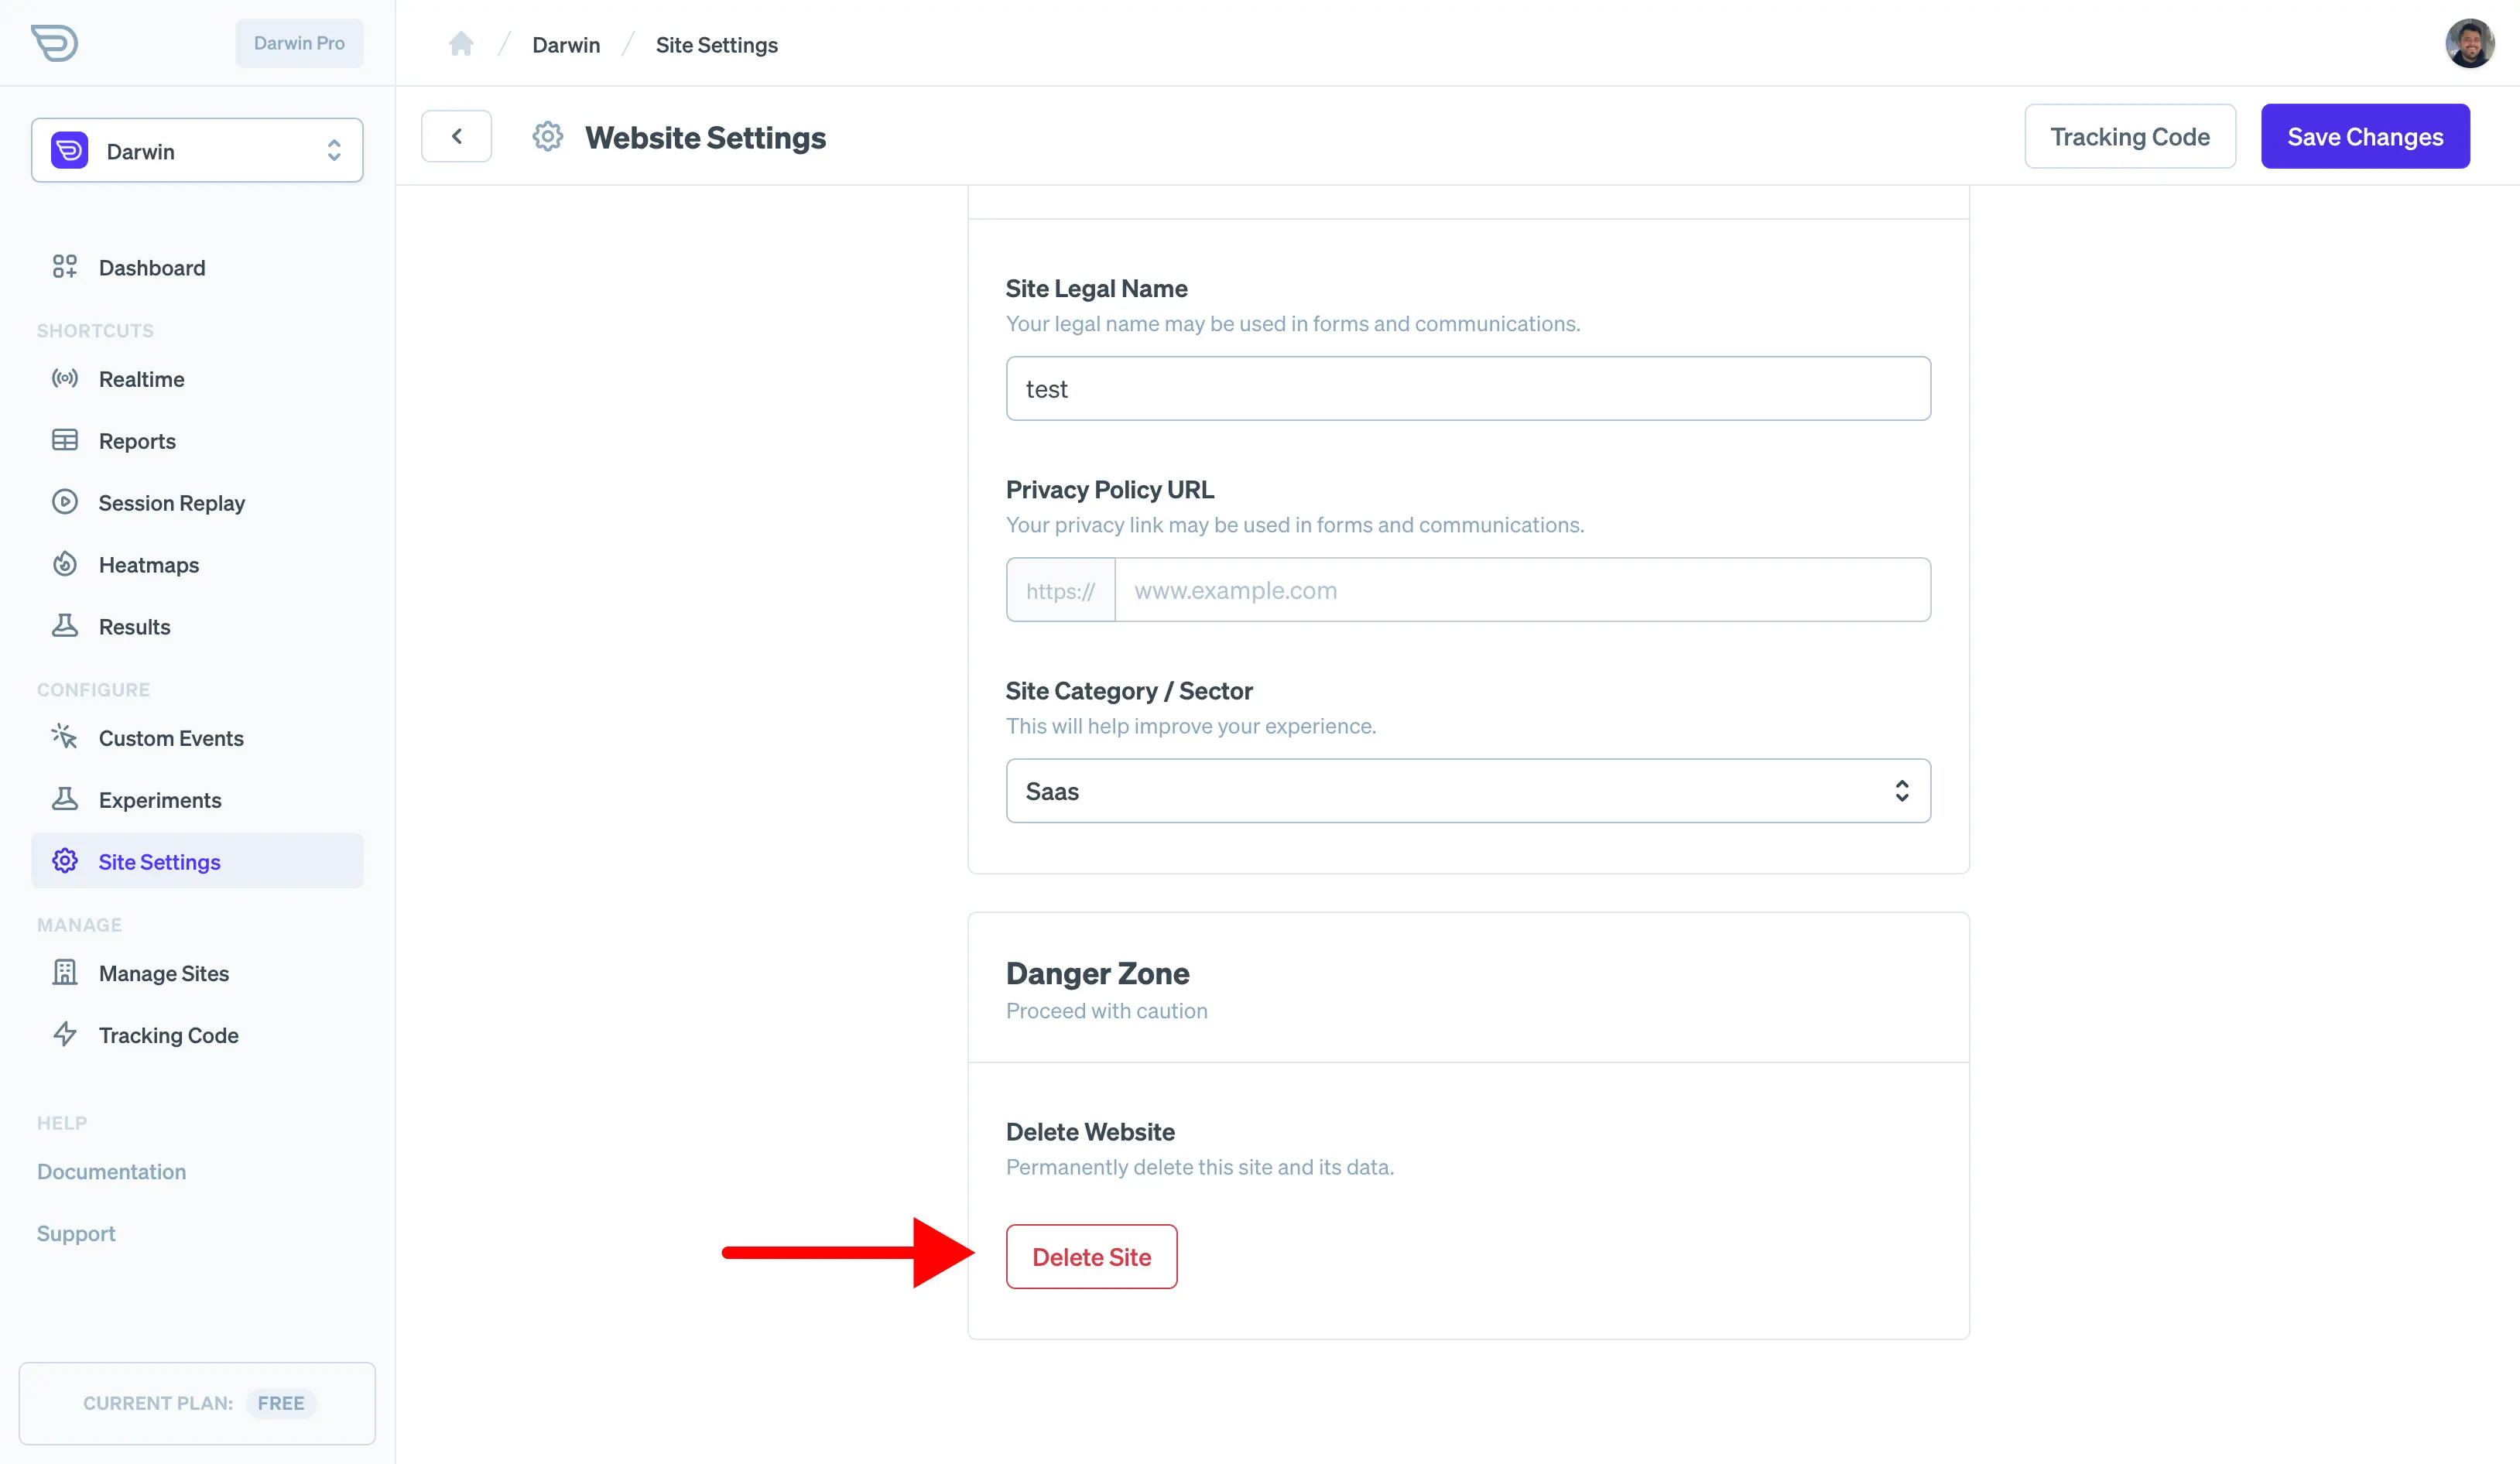 Darwin Pro
Darwin
Site Settings
Darwin
Website Settings
Tracking Code
Save Changes
Dashboard
SHORTCUTS
Realtime
Reports
Session Replay
Heatmaps
Results
CONFIGURE
Custom Events
Experiments
Site Settings
MANAGE
Manage Sites
Tracking Code
HELP
Documentation
Support
CURRENT PLAN: FREE
Site Legal Name
Your legal name may be used in forms and communications.
test
Privacy Policy URL
Your privacy link may be used in forms and communications.
https:// www.example.com
Site Category / Sector
This will help improve your experience.
Saas
Danger Zone
Proceed with caution
Delete Website
Permanently delete this site and its data.
Delete Site